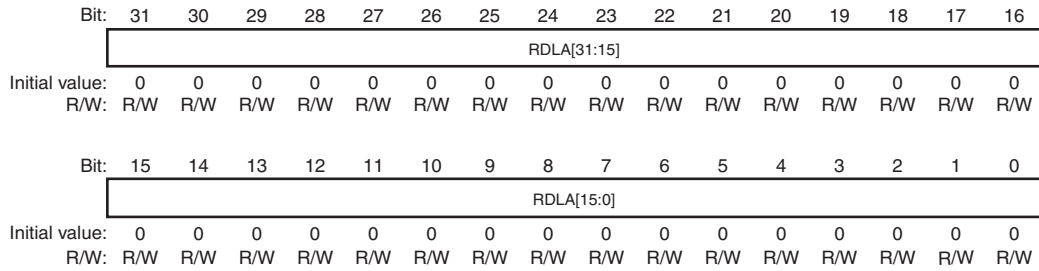 Bit: 31 30 29 28 27 26 25 24 23 22 21 20 19 18 17 16
RDLA[31:15]
Initial value: 0 0 0 0 0 0 0 0 0 0 0 0 0 0 0 0
R/W: R/W R/W R/W R/W R/W R/W R/W R/W R/W R/W R/W R/W R/W R/W R/W R/W
Bit: 15 14 13 12 11 10 9 8 7 6 5 4 3 2 1 0
RDLA[15:0]
Initial value: 0 0 0 0 0 0 0 0 0 0 0 0 0 0 0 0
R/W: R/W R/W R/W R/W R/W R/W R/W R/W R/W R/W R/W R/W R/W R/W R/W R/W